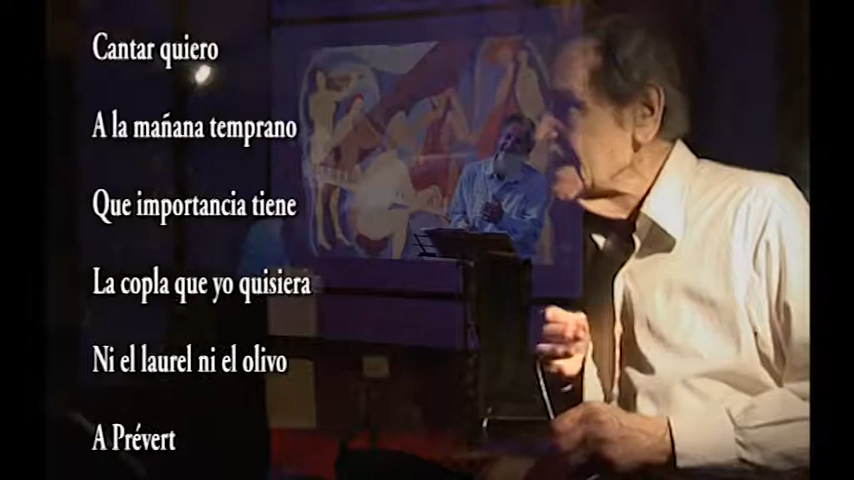 Cantar quiero
A la mañana temprano
Que importancia tiene
La copla que yo quisiera
Ni el laurel ni el olivo
A Prévert